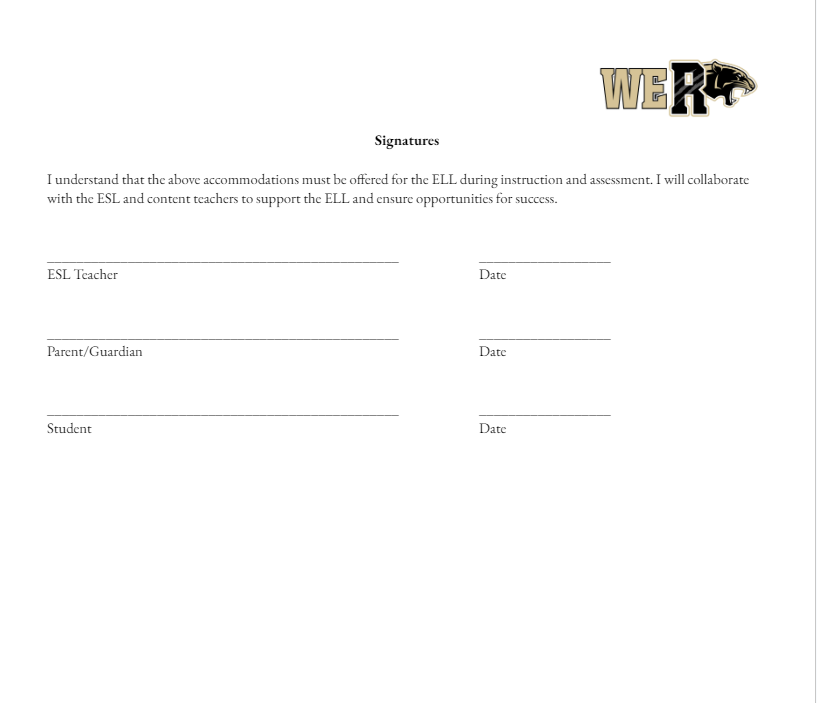 WER
Signatures
I understand that the above accommodations must be offered for the ELL during instruction and assessment. I will collaborate
with the ESL and content teachers to support the ELL and ensure opportunities for success.
ESL Teacher Date
Parent/Guardian Date
Student Date